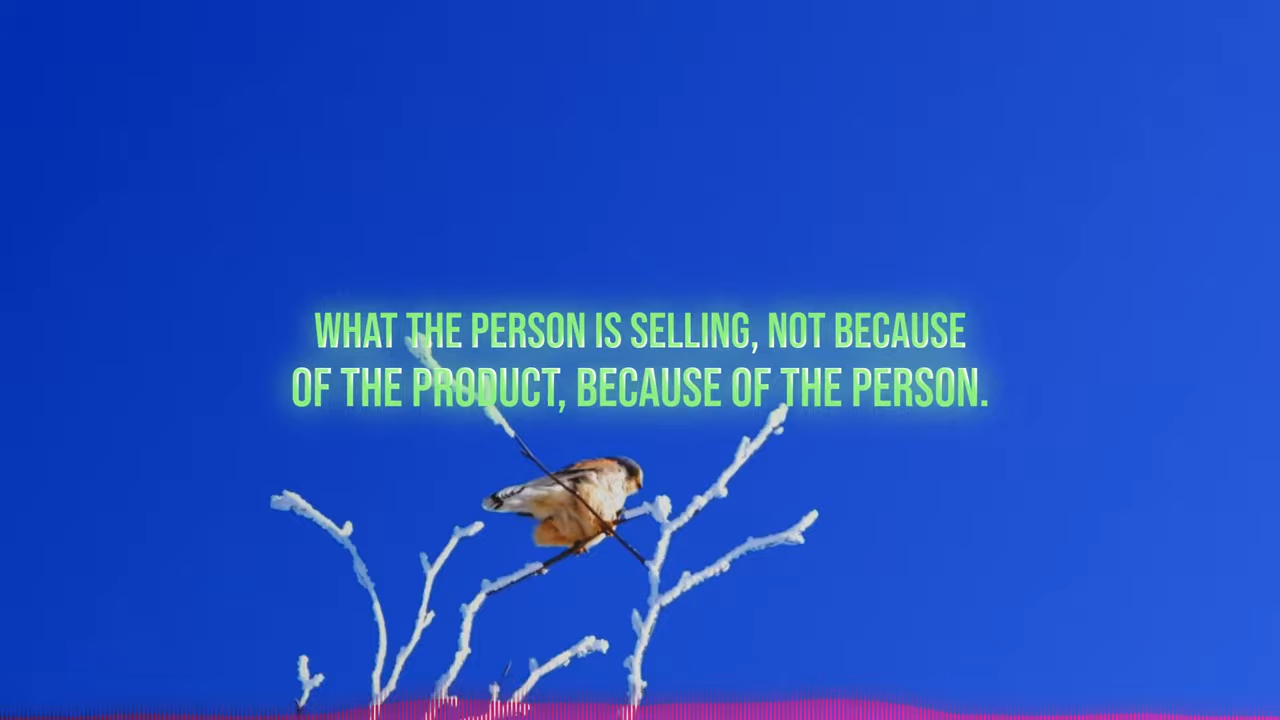 WHAT THE PERSON IS SELLING, NOT BECAUSE
OF THE PRODUCT, BECAUSE OF THE PERSON.